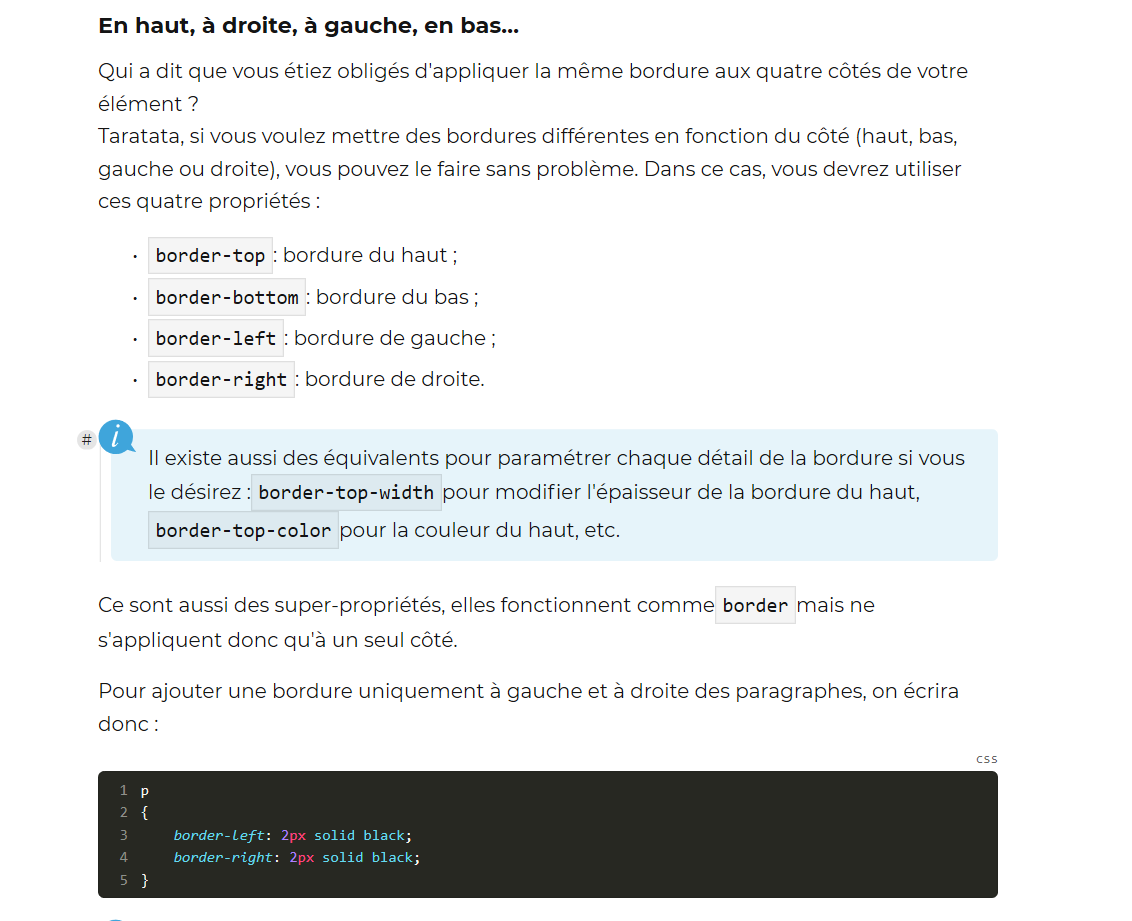 En haut, à droite, à gauche, en bas...
Qui a dit que vous étiez obligés d'appliquer la même bordure aux quatre côtés de votre
élément ?
Taratata, si vous voulez mettre des bordures différentes en fonction du côté (haut, bas,
gauche ou droite), vous pouvez le faire sans problème. Dans ce cas, vous devrez utiliser
ces quatre propriétés :
• border-top : bordure du haut ;
• border-bottom : bordure du bas ;
• border-left : bordure de gauche ;
• border-right : bordure de droite.
# i
Il existe aussi des équivalents pour paramétrer chaque détail de la bordure si vous
le désirez : border-top-width pour modifier l'épaisseur de la bordure du haut,
border-top-color pour la couleur du haut, etc.
Ce sont aussi des super-propriétés, elles fonctionnent comme border mais ne
s'appliquent donc qu'à un seul côté.
Pour ajouter une bordure uniquement à gauche et à droite des paragraphes, on écrira
donc :
CSS
1 p
2 {
3     border-left: 2px solid black;
4     border-right: 2px solid black;
5 }